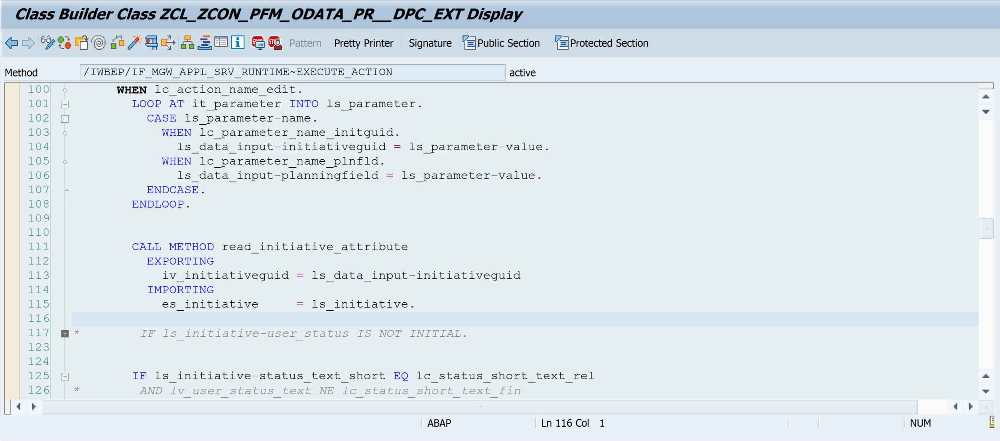 Class Builder Class ZCL_ZCON_PFM_ODATA_PR__DPC_EXT Display
Pattern Pretty Printer Signature Public Section Protected Section
Method /IWBEP/IF_MGW_APPL_SRV_RUNTIME~EXECUTE_ACTION active
100 WHEN lc_action_name_edit.
101 LOOP AT it_parameter INTO ls_parameter.
102 CASE ls_parameter-name.
103 WHEN lc_parameter_name_initguid.
104 ls_data_input-initiativeguid = ls_parameter-value.
105 WHEN lc_parameter_name_plnfld.
106 ls_data_input-planningfield = ls_parameter-value.
107 ENDCASE.
108 ENDLOOP.
109
110
111 CALL METHOD read_initiative_attribute
112 EXPORTING
113 iv_initiativeguid = ls_data_input-initiativeguid
114 IMPORTING
115 es_initiative = ls_initiative.
116
117 * IF ls_initiative-user_status IS NOT INITIAL.
123
124
125 IF ls_initiative-status_text_short EQ lc_status_short_text_rel
126 * AND lv_user_status_text NE lc_status_short_text_fin
ABAP Ln 116 Col 1 NUM